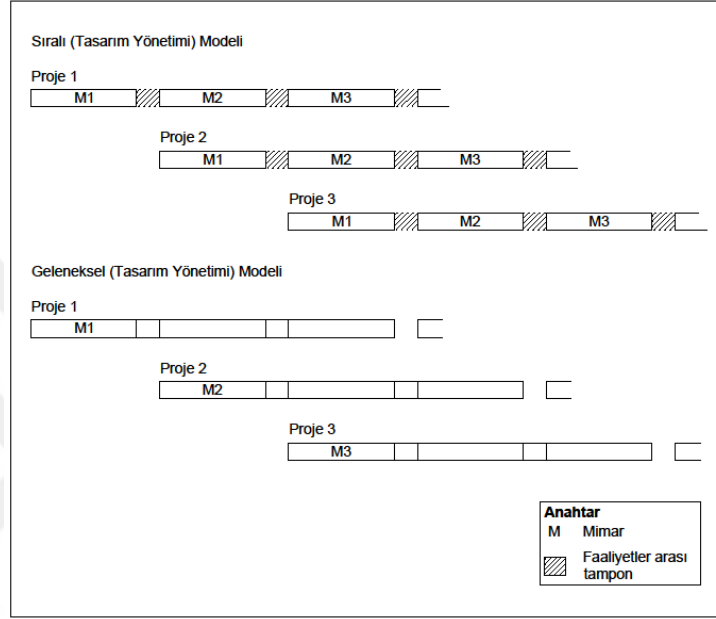 Sıralı (Tasarım Yönetimi) Modeli
Proje 1
M1 M2 M3
Proje 2
M1 M2 M3
Proje 3
M1 M2 M3
Geleneksel (Tasarım Yönetimi) Modeli
Proje 1
M1
Proje 2
M2
Proje 3
M3
Anahtar
M Mimar
Faaliyetler arası
tampon